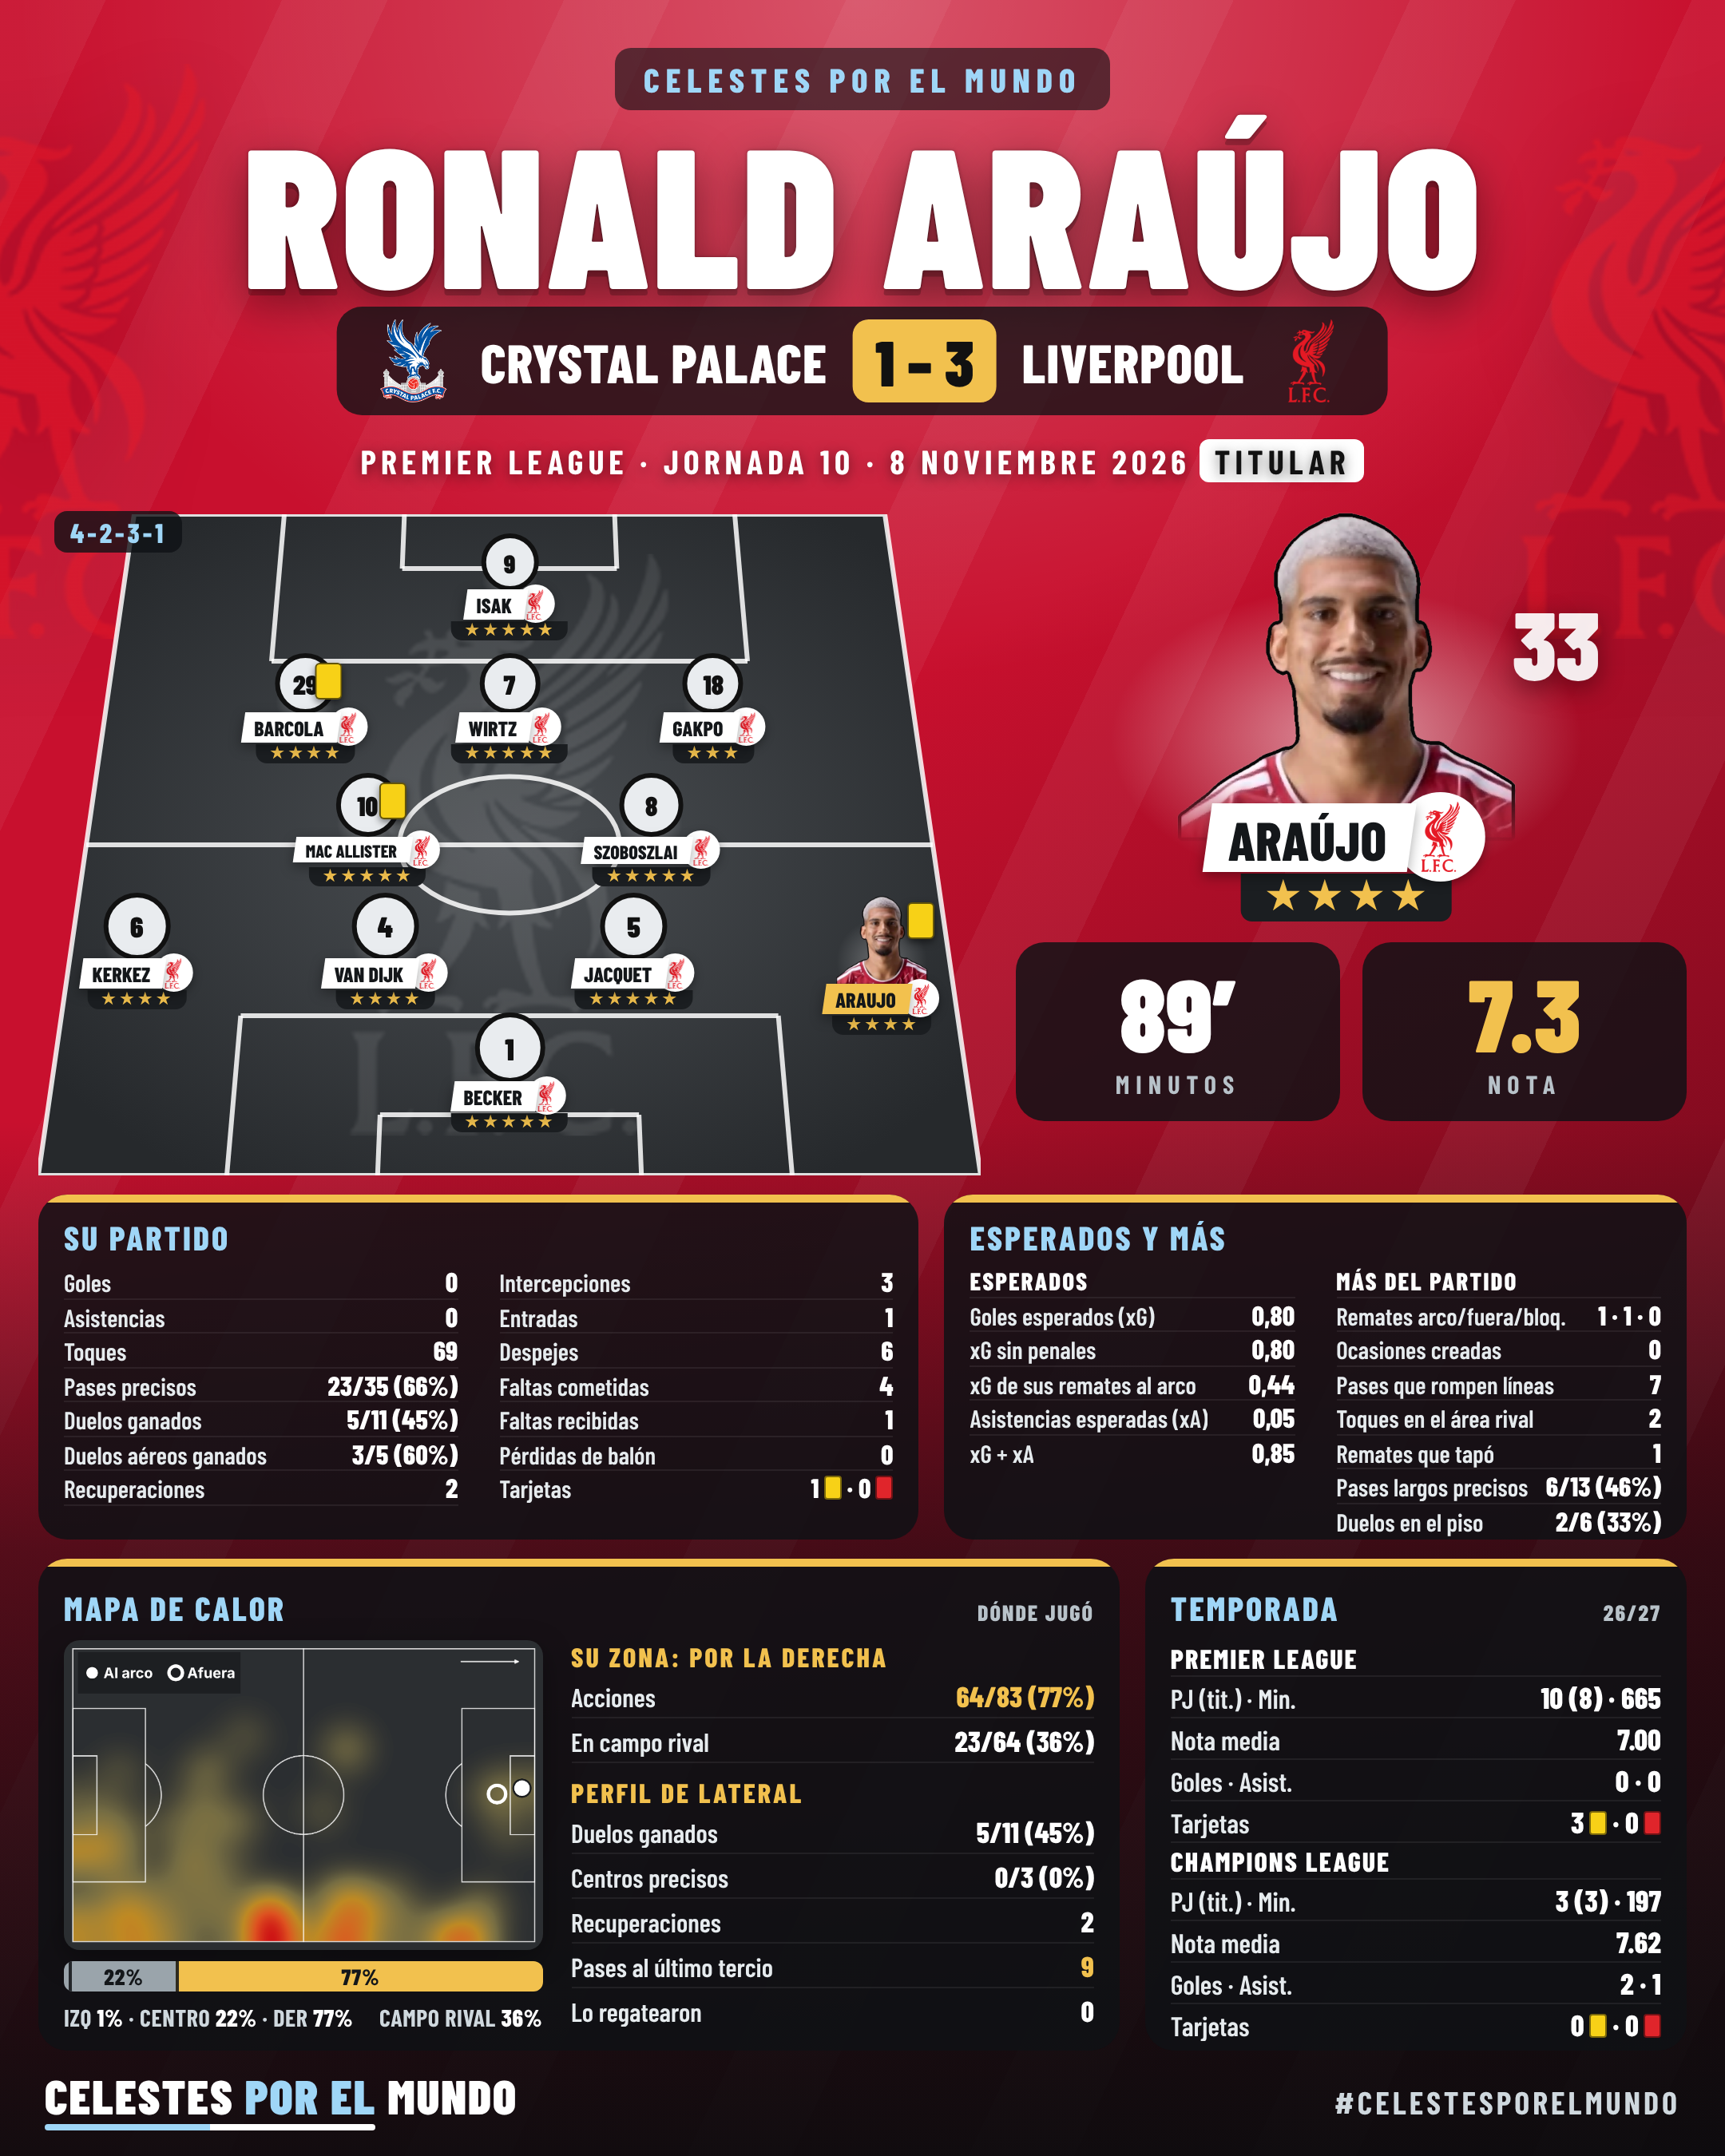 CELESTES POR EL MUNDO
RONALD ARAÚJO
CRYSTAL PALACE 1 - 3 LIVERPOOL
CRYSTAL PALACE F.C.
L.F.C.
PREMIER LEAGUE · JORNADA 10 · 8 NOVIEMBRE 2026 TITULAR
4-2-3-1
9
ISAK
★★★★★
29
BARCOLA
★★★★
7
WIRTZ
★★★★★
18
GAKPO
★★★
10
MAC ALLISTER
★★★★★
8
SZOBOSZLAI
★★★★★
6
KERKEZ
★★★★
4
VAN DIJK
★★★★
5
JACQUET
★★★★★
ARAUJO
★★★★
1
BECKER
★★★★★
33
ARAÚJO
L.F.C.
★★★★
89’
MINUTOS
7.3
NOTA
SU PARTIDO
Goles 0
Asistencias 0
Toques 69
Pases precisos 23/35 (66%)
Duelos ganados 5/11 (45%)
Duelos aéreos ganados 3/5 (60%)
Recuperaciones 2
Intercepciones 3
Entradas 1
Despejes 6
Faltas cometidas 4
Faltas recibidas 1
Pérdidas de balón 0
Tarjetas 1 · 0
ESPERADOS Y MÁS
ESPERADOS
Goles esperados (xG) 0,80
xG sin penales 0,80
xG de sus remates al arco 0,44
Asistencias esperadas (xA) 0,05
xG + xA 0,85
MÁS DEL PARTIDO
Remates arco/fuera/bloq. 1 · 1 · 0
Ocasiones creadas 0
Pases que rompen líneas 7
Toques en el área rival 2
Remates que tapó 1
Pases largos precisos 6/13 (46%)
Duelos en el piso 2/6 (33%)
MAPA DE CALOR
DÓNDE JUGÓ
Al arco Afuera
22% 77%
IZQ 1% · CENTRO 22% · DER 77% CAMPO RIVAL 36%
SU ZONA: POR LA DERECHA
Acciones 64/83 (77%)
En campo rival 23/64 (36%)
PERFIL DE LATERAL
Duelos ganados 5/11 (45%)
Centros precisos 0/3 (0%)
Recuperaciones 2
Pases al último tercio 9
Lo regatearon 0
TEMPORADA 26/27
PREMIER LEAGUE
PJ (tit.) · Min. 10 (8) · 665
Nota media 7.00
Goles · Asist. 0 · 0
Tarjetas 3 · 0
CHAMPIONS LEAGUE
PJ (tit.) · Min. 3 (3) · 197
Nota media 7.62
Goles · Asist. 2 · 1
Tarjetas 0 · 0
CELESTES POR EL MUNDO
#CELESTESPORELMUNDO